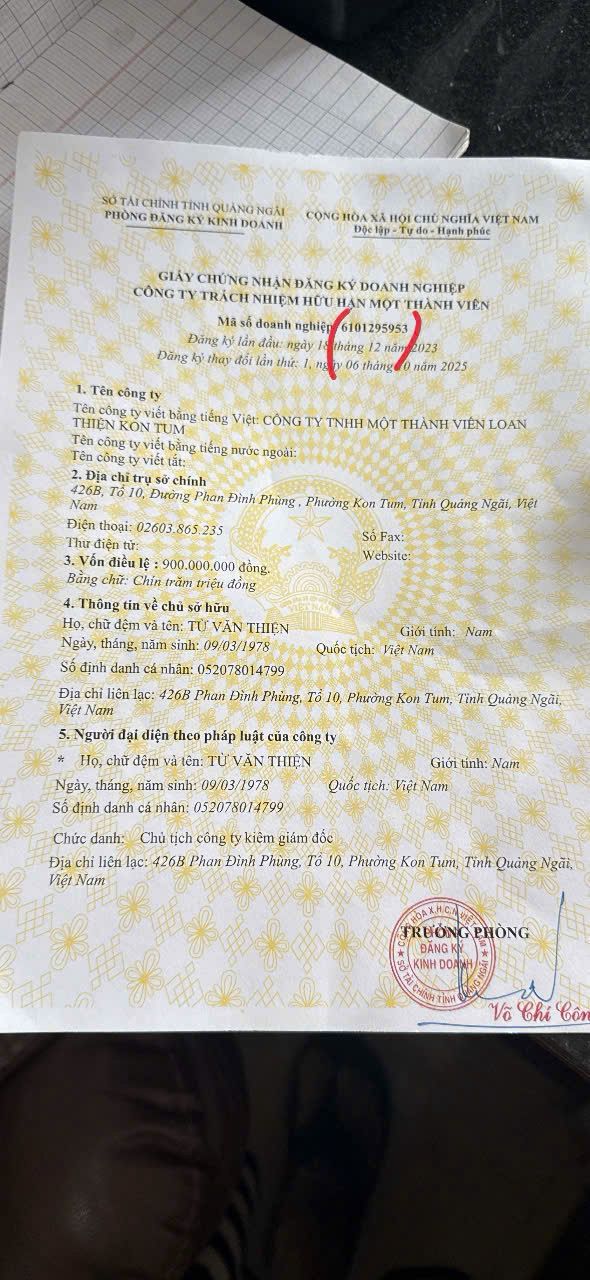 SỞ TÀI CHÍNH TỈNH QUẢNG NGÃI
PHÒNG ĐĂNG KÝ KINH DOANH
CỘNG HÒA XÃ HỘI CHỦ NGHĨA VIỆT NAM
Độc lập - Tự do - Hạnh phúc
GIẤY CHỨNG NHẬN ĐĂNG KÝ DOANH NGHIỆP
CÔNG TY TRÁCH NHIỆM HỮU HẠN MỘT THÀNH VIÊN
Mã số doanh nghiệp 6101295953
Đăng ký lần đầu: ngày 18 tháng 12 năm 2023
Đăng ký thay đổi lần thứ: 1, ngày 06 tháng 10 năm 2025
1. Tên công ty
Tên công ty viết bằng tiếng Việt: CÔNG TY TNHH MỘT THÀNH VIÊN LOAN
THIỆN KON TUM
Tên công ty viết bằng tiếng nước ngoài:
Tên công ty viết tắt:
2. Địa chỉ trụ sở chính
426B, Tổ 10, Đường Phan Đình Phùng , Phường Kon Tum, Tỉnh Quảng Ngãi, Việt
Nam
Điện thoại: 02603.865.235
Số Fax:
Thư điện tử:
Website:
3. Vốn điều lệ : 900.000.000 đồng.
Bằng chữ: Chín trăm triệu đồng
4. Thông tin về chủ sở hữu
Họ, chữ đệm và tên: TỪ VĂN THIỆN
Giới tính: Nam
Ngày, tháng, năm sinh: 09/03/1978
Quốc tịch: Việt Nam
Số định danh cá nhân: 052078014799
Địa chỉ liên lạc: 426B Phan Đình Phùng, Tổ 10, Phường Kon Tum, Tỉnh Quảng Ngãi,
Việt Nam
5. Người đại diện theo pháp luật của công ty
* Họ, chữ đệm và tên: TỪ VĂN THIỆN
Giới tính: Nam
Ngày, tháng, năm sinh: 09/03/1978
Quốc tịch: Việt Nam
Số định danh cá nhân: 052078014799
Chức danh: Chủ tịch công ty kiêm giám đốc
Địa chỉ liên lạc: 426B Phan Đình Phùng, Tổ 10, Phường Kon Tum, Tỉnh Quảng Ngãi,
Việt Nam
TRƯỞNG PHÒNG
ĐĂNG KÝ
KINH DOANH
SỞ TÀI CHÍNH TỈNH QUẢNG NGÃI
Võ Chí Côn